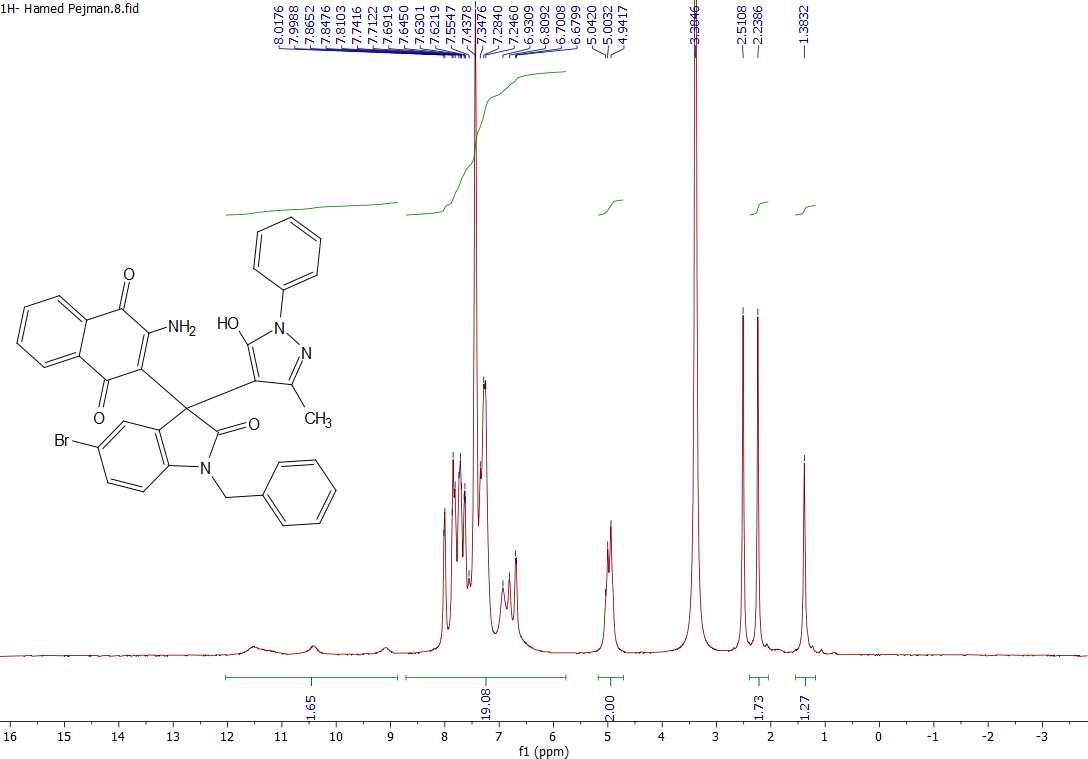 1H- Hamed Pejman.8.fid
8.0176
7.9988
7.8652
7.8476
7.8103
7.7416
7.7122
7.6919
7.6450
7.6301
7.6219
7.5547
7.4378
7.3476
7.2840
7.2460
6.9309
6.8092
6.7008
6.6799
5.0420
5.0032
4.9417
3.3946
2.5108
2.2386
1.3832
O
NH2
HO
N
N
CH3
O
O
Br
N
1.65
19.08
2.00
1.73
1.27
16 15 14 13 12 11 10 9 8 7 6 5 4 3 2 1 0 -1 -2 -3
f1 (ppm)